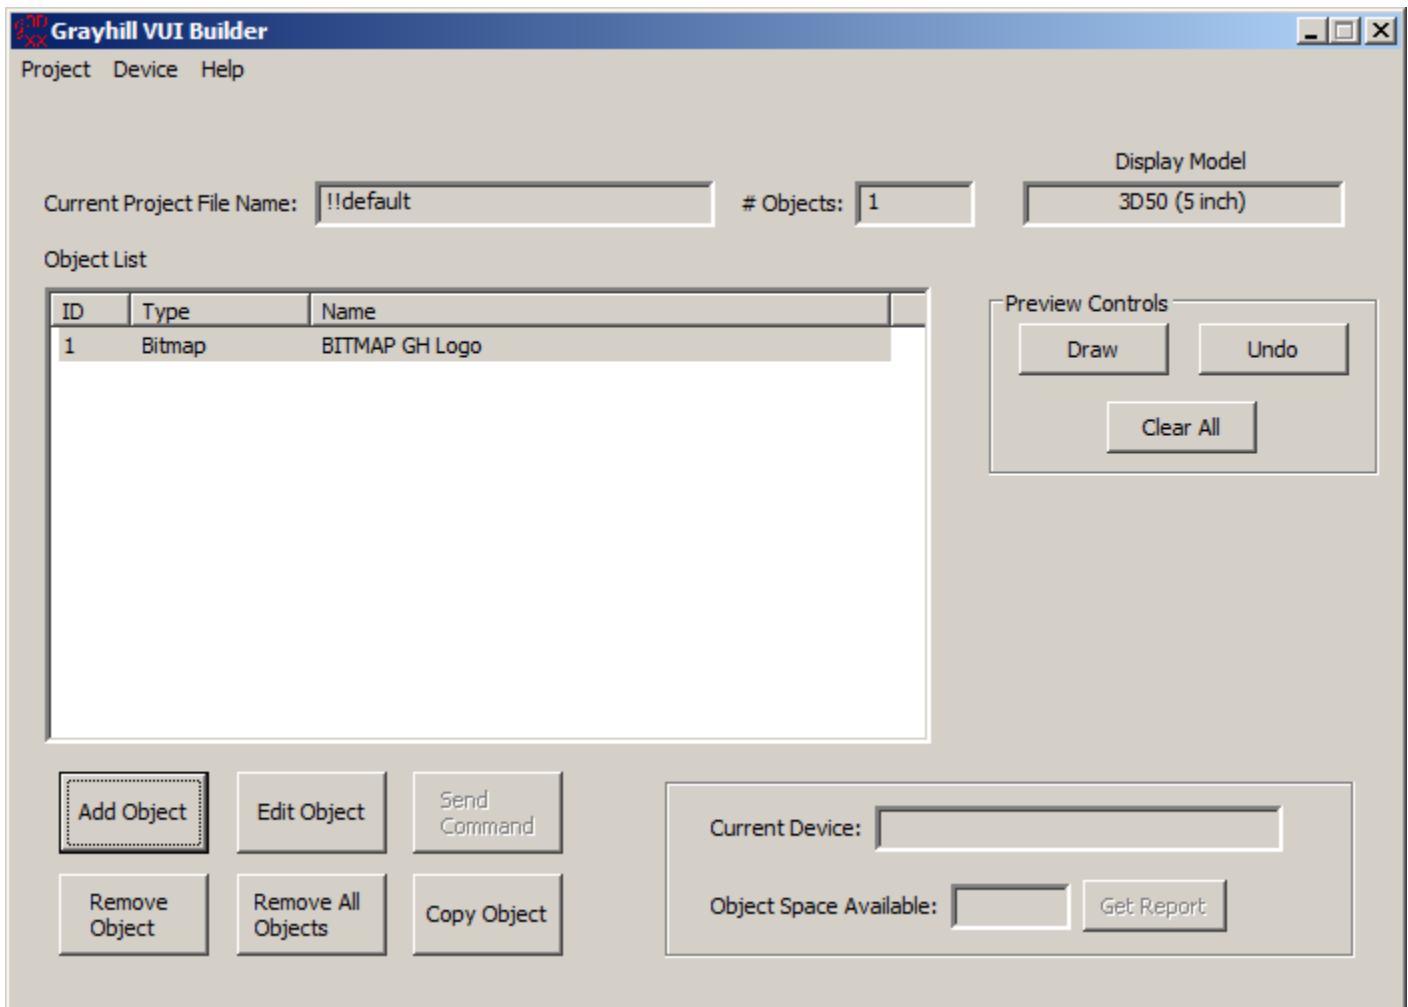 Grayhill VUI Builder
Project Device Help
Display Model
Current Project File Name: !!default # Objects: 1 3D50 (5 inch)
Object List
ID Type Name
1 Bitmap BITMAP GH Logo
Preview Controls
Draw Undo
Clear All
Add Object
Edit Object
Send
Command
Remove
Object
Remove All
Objects
Copy Object
Current Device:
Object Space Available: Get Report